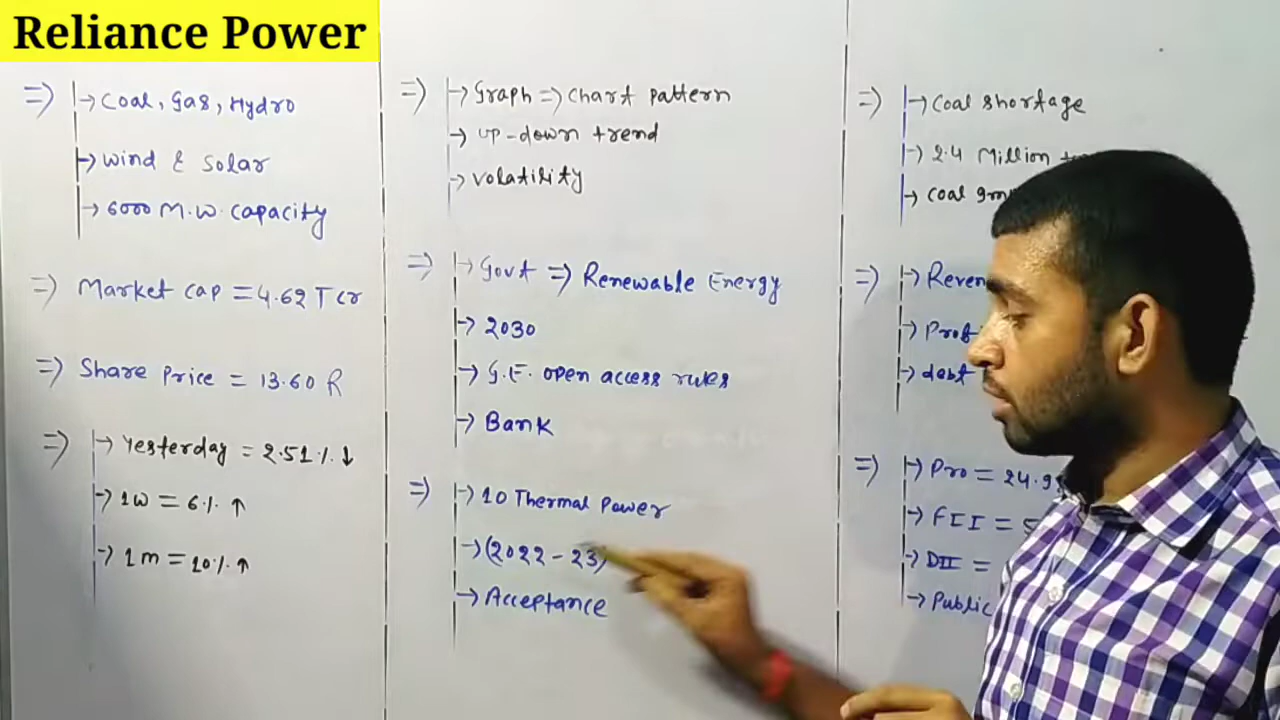 Reliance Power
=> → Coal, Gas, Hydro
→ wind & solar
→ 6000 M.W. capacity
=> Market cap = 4.62 T cr
=> Share Price = 13.60 R
=> → Yesterday = 2.51 %. ↓
→ 1w = 6 %. ↑
→ 1m = 10 %. ↑
=> → Graph => Chart pattern
→ up-down trend
→ volatility
=> → Govt => Renewable Energy
→ 2030
→ G.E. open access rules
→ Bank
=> → 10 Thermal Power
→ (2022-23)
→ Acceptance
=> → Coal shortage
→ 2.4 Million
→ coal
=> →
→
→ debt
=> → Pro = 24.9
→ FII = 5
→ DII =
→ Public